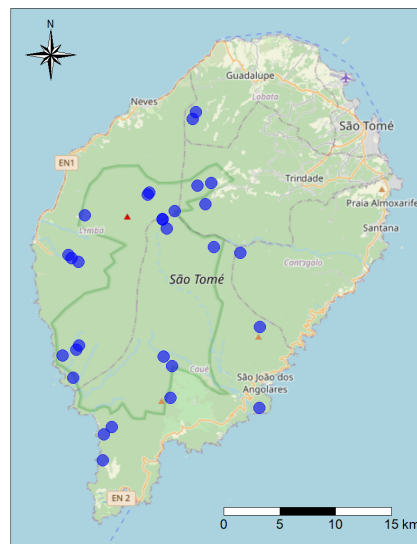 N
Guadalupe
Lobata
Neves
São Tomé
EN1
Trindade
Praia Almoxarife
Santana
Lembá
Cantagalo
São Tomé
Caué
São João dos
Angolares
EN 2
0 5 10 15 km